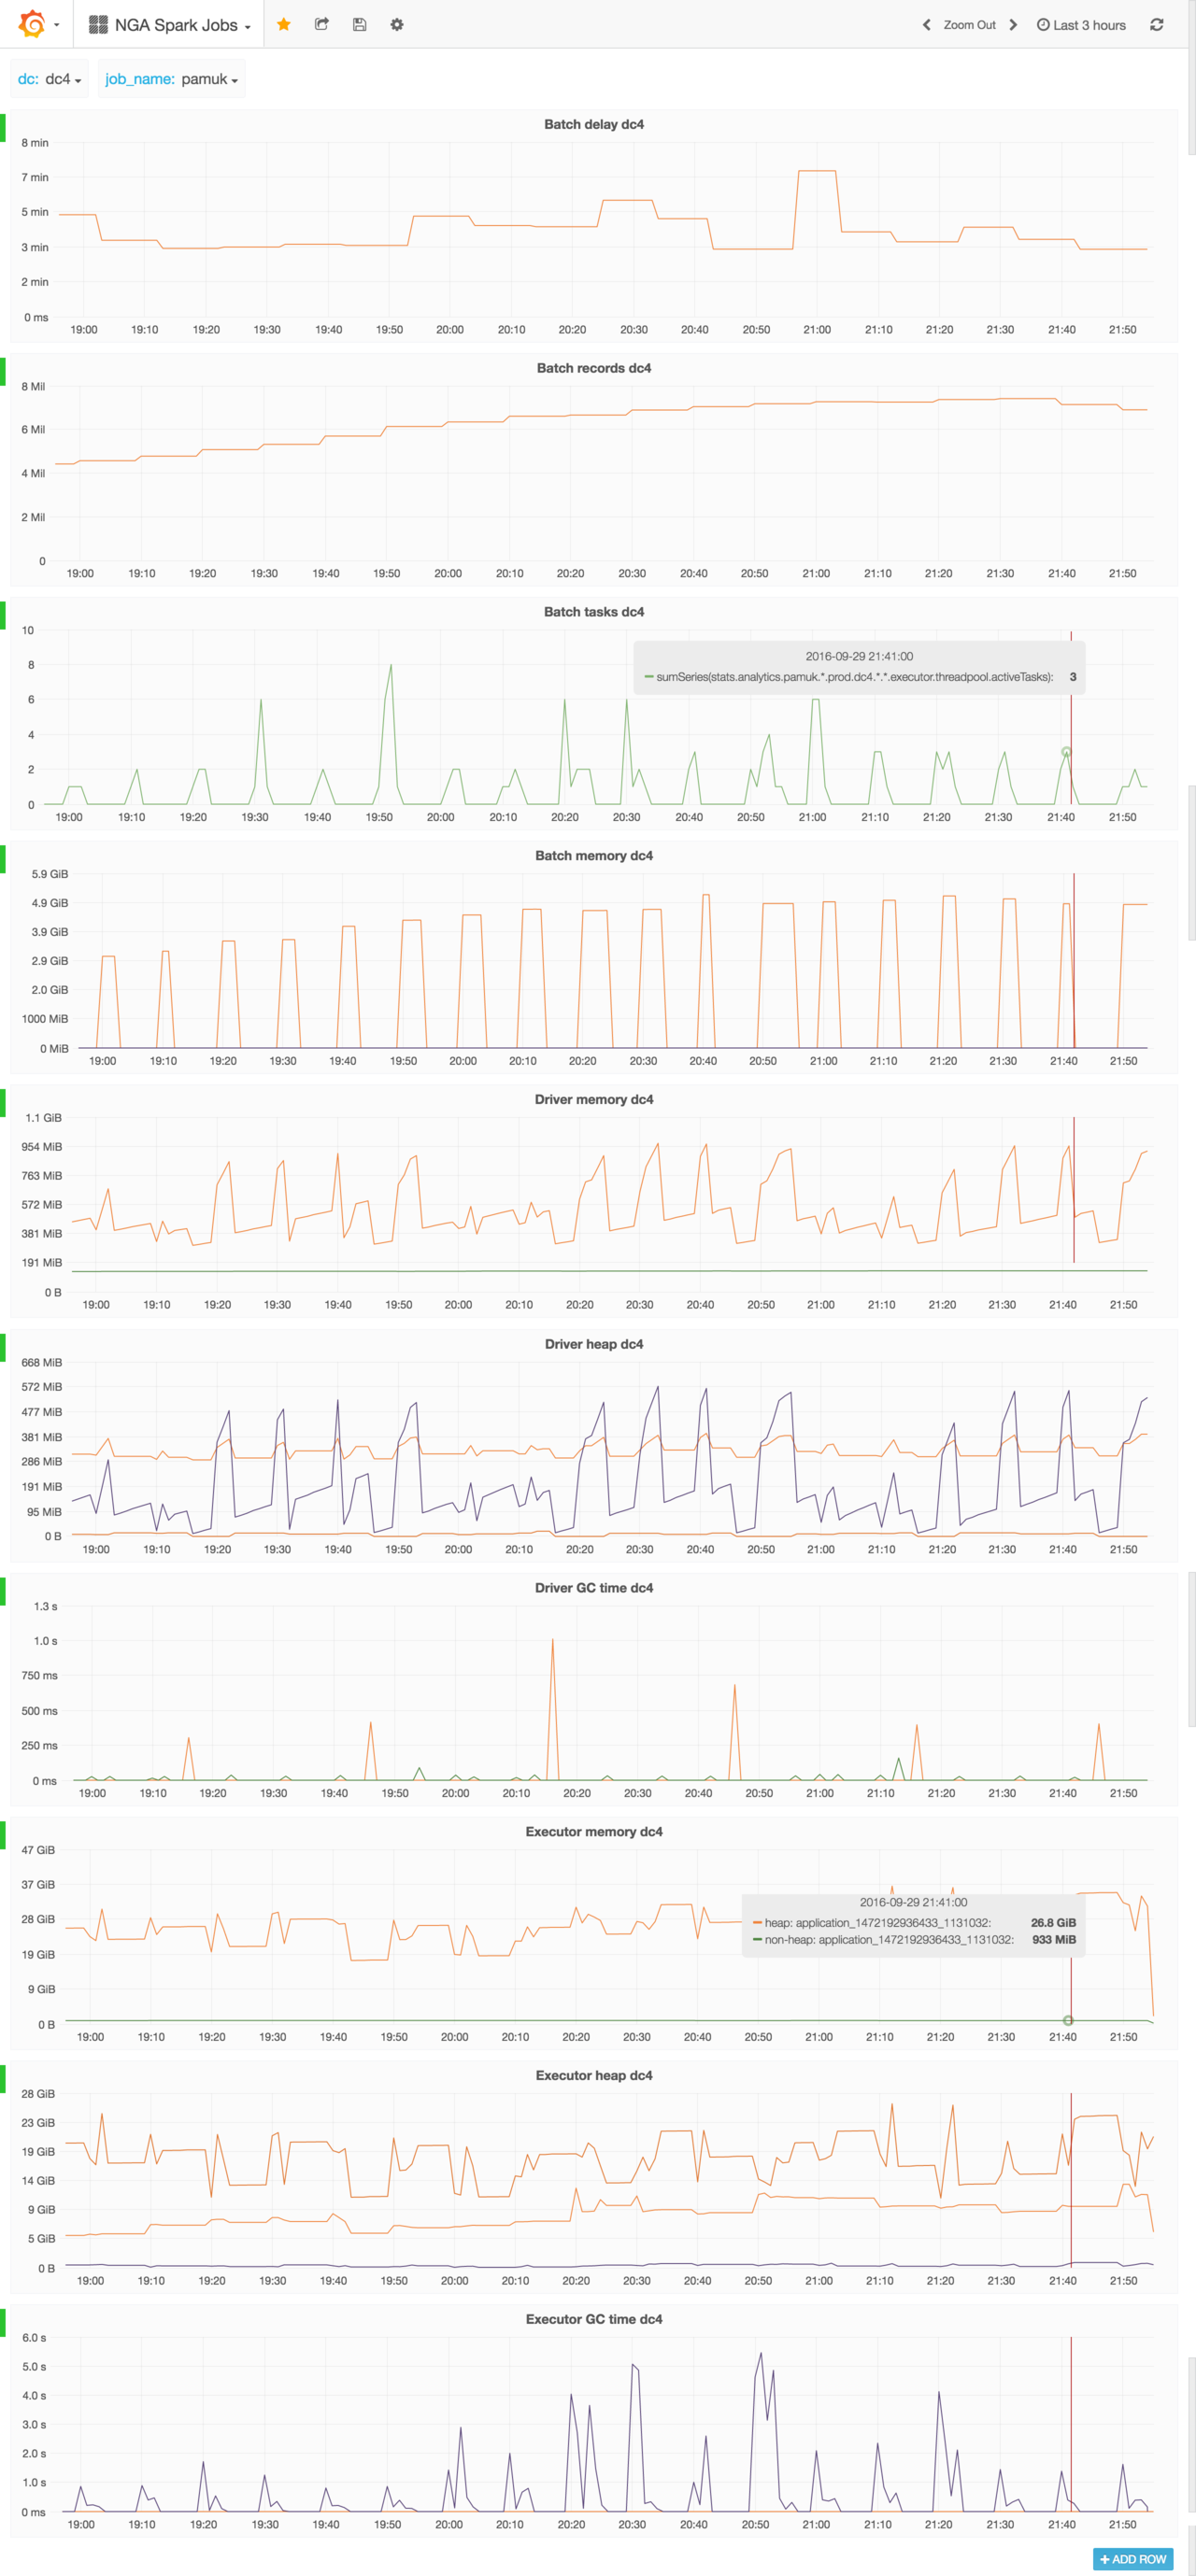 NGA Spark Jobs
Zoom Out
Last 3 hours
dc: dc4
job_name: pamuk
Batch delay dc4
8 min
7 min
5 min
3 min
2 min
0 ms
19:00 19:10 19:20 19:30 19:40 19:50 20:00 20:10 20:20 20:30 20:40 20:50 21:00 21:10 21:20 21:30 21:40 21:50
Batch records dc4
8 Mil
6 Mil
4 Mil
2 Mil
0
19:00 19:10 19:20 19:30 19:40 19:50 20:00 20:10 20:20 20:30 20:40 20:50 21:00 21:10 21:20 21:30 21:40 21:50
Batch tasks dc4
10
8
6
4
2
0
2016-09-29 21:41:00
sumSeries(stats.analytics.pamuk.*.prod.dc4.*.*.executor.threadpool.activeTasks): 3
19:00 19:10 19:20 19:30 19:40 19:50 20:00 20:10 20:20 20:30 20:40 20:50 21:00 21:10 21:20 21:30 21:40 21:50
Batch memory dc4
5.9 GiB
4.9 GiB
3.9 GiB
2.9 GiB
2.0 GiB
1000 MiB
0 MiB
19:00 19:10 19:20 19:30 19:40 19:50 20:00 20:10 20:20 20:30 20:40 20:50 21:00 21:10 21:20 21:30 21:40 21:50
Driver memory dc4
1.1 GiB
954 MiB
763 MiB
572 MiB
381 MiB
191 MiB
0 B
19:00 19:10 19:20 19:30 19:40 19:50 20:00 20:10 20:20 20:30 20:40 20:50 21:00 21:10 21:20 21:30 21:40 21:50
Driver heap dc4
668 MiB
572 MiB
477 MiB
381 MiB
286 MiB
191 MiB
95 MiB
0 B
19:00 19:10 19:20 19:30 19:40 19:50 20:00 20:10 20:20 20:30 20:40 20:50 21:00 21:10 21:20 21:30 21:40 21:50
Driver GC time dc4
1.3 s
1.0 s
750 ms
500 ms
250 ms
0 ms
19:00 19:10 19:20 19:30 19:40 19:50 20:00 20:10 20:20 20:30 20:40 20:50 21:00 21:10 21:20 21:30 21:40 21:50
Executor memory dc4
47 GiB
37 GiB
28 GiB
19 GiB
9 GiB
0 B
2016-09-29 21:41:00
heap: application_1472192936433_1131032: 26.8 GiB
non-heap: application_1472192936433_1131032: 933 MiB
19:00 19:10 19:20 19:30 19:40 19:50 20:00 20:10 20:20 20:30 20:40 20:50 21:00 21:10 21:20 21:30 21:40 21:50
Executor heap dc4
28 GiB
23 GiB
19 GiB
14 GiB
9 GiB
5 GiB
0 B
19:00 19:10 19:20 19:30 19:40 19:50 20:00 20:10 20:20 20:30 20:40 20:50 21:00 21:10 21:20 21:30 21:40 21:50
Executor GC time dc4
6.0 s
5.0 s
4.0 s
3.0 s
2.0 s
1.0 s
0 ms
19:00 19:10 19:20 19:30 19:40 19:50 20:00 20:10 20:20 20:30 20:40 20:50 21:00 21:10 21:20 21:30 21:40 21:50
+ ADD ROW